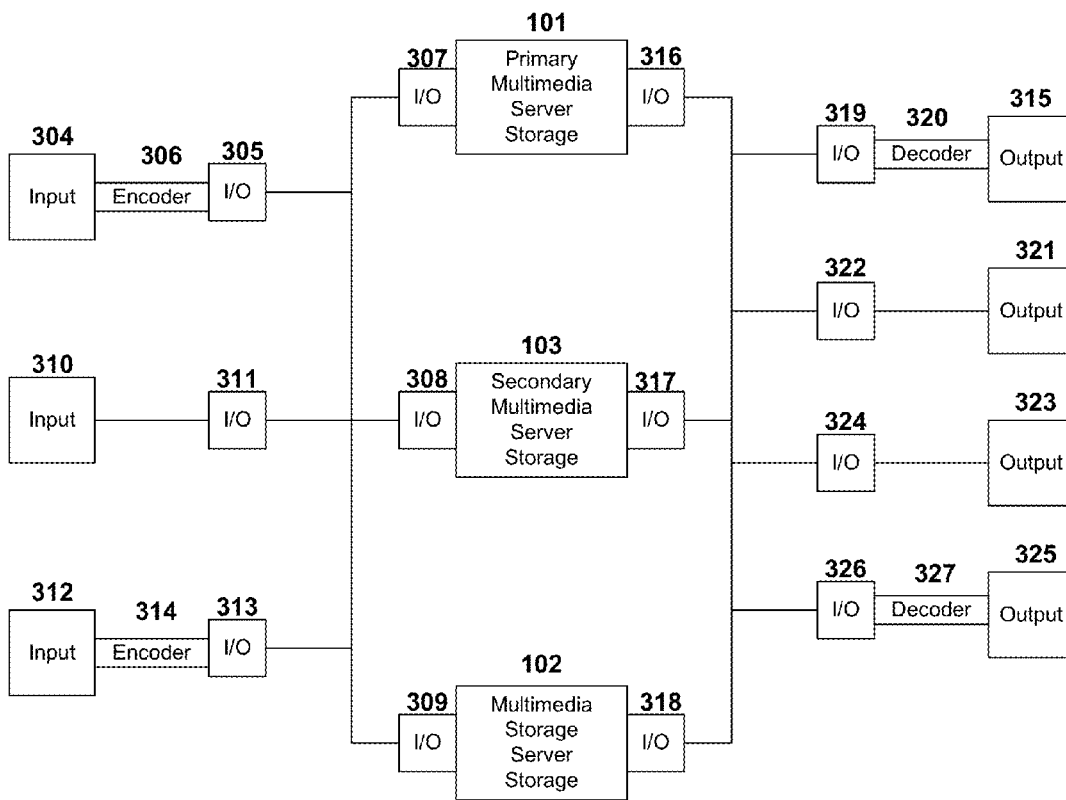 101
307
Primary
Multimedia
Server
Storage
316
I/O
I/O
304
306
305
Input
Encoder
I/O
319
320
315
I/O
Decoder
Output
322
321
I/O
Output
310
311
Input
I/O
103
308
Secondary
Multimedia
Server
Storage
317
I/O
I/O
324
323
I/O
Output
312
314
313
Input
Encoder
I/O
326
327
325
I/O
Decoder
Output
102
309
Multimedia
Storage
Server
Storage
318
I/O
I/O